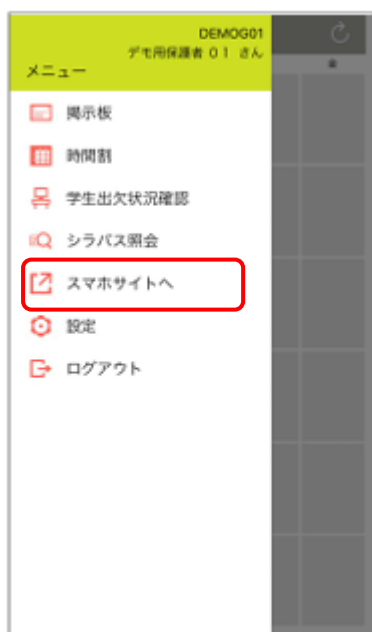 DEMOG01
デモ用保護者 01 さん
メニュー
掲示板
時間割
学生出欠状況確認
シラバス照会
スマホサイトへ
設定
ログアウト
金